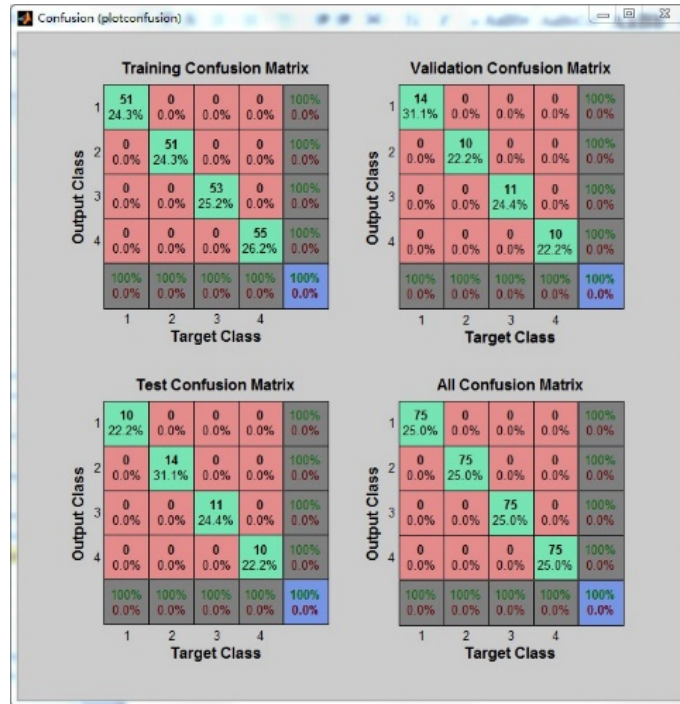 Confusion (plotconfusion)
Training Confusion Matrix
1 51 0 0 0 100%
24.3% 0.0% 0.0% 0.0% 0.0%
2 0 51 0 0 100%
0.0% 24.3% 0.0% 0.0% 0.0%
3 0 0 53 0 100%
0.0% 0.0% 25.2% 0.0% 0.0%
4 0 0 0 55 100%
0.0% 0.0% 0.0% 26.2% 0.0%
100% 100% 100% 100% 100%
0.0% 0.0% 0.0% 0.0% 0.0%
1 2 3 4
Output Class
Target Class
Validation Confusion Matrix
1 14 0 0 0 100%
31.1% 0.0% 0.0% 0.0% 0.0%
2 0 10 0 0 100%
0.0% 22.2% 0.0% 0.0% 0.0%
3 0 0 11 0 100%
0.0% 0.0% 24.4% 0.0% 0.0%
4 0 0 0 10 100%
0.0% 0.0% 0.0% 22.2% 0.0%
100% 100% 100% 100% 100%
0.0% 0.0% 0.0% 0.0% 0.0%
1 2 3 4
Output Class
Target Class
Test Confusion Matrix
1 10 0 0 0 100%
22.2% 0.0% 0.0% 0.0% 0.0%
2 0 14 0 0 100%
0.0% 31.1% 0.0% 0.0% 0.0%
3 0 0 11 0 100%
0.0% 0.0% 24.4% 0.0% 0.0%
4 0 0 0 10 100%
0.0% 0.0% 0.0% 22.2% 0.0%
100% 100% 100% 100% 100%
0.0% 0.0% 0.0% 0.0% 0.0%
1 2 3 4
Output Class
Target Class
All Confusion Matrix
1 75 0 0 0 100%
25.0% 0.0% 0.0% 0.0% 0.0%
2 0 75 0 0 100%
0.0% 25.0% 0.0% 0.0% 0.0%
3 0 0 75 0 100%
0.0% 0.0% 25.0% 0.0% 0.0%
4 0 0 0 75 100%
0.0% 0.0% 0.0% 25.0% 0.0%
100% 100% 100% 100% 100%
0.0% 0.0% 0.0% 0.0% 0.0%
1 2 3 4
Output Class
Target Class